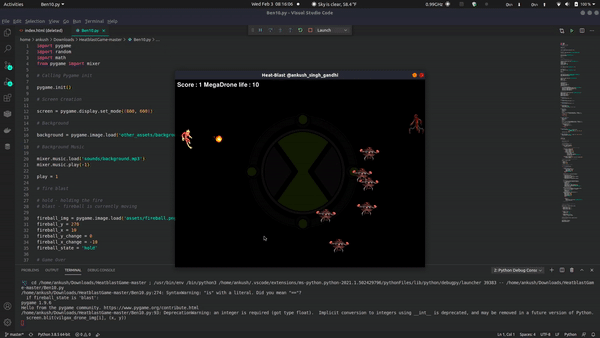 Activities Ben10.py Wed Feb 3 08:16:06 Sky is clear, 58.4°F 0.99GHz 100 %
Ben10.py - Visual Studio Code
File Edit Selection View Go Run Terminal Help
index.html (deleted) Ben10.py Launch
home > ankush > Downloads > HeatblastGame-master > Ben10.py > ...
1 import pygame
2 import random
3 import math
4 from pygame import mixer
5
6 # Calling Pygame init
7
8 pygame.init()
9
10 # Screen Creation
11
12 screen = pygame.display.set_mode((600, 600))
13
14 # Background
15
16 background = pygame.image.load('other_assets/backg
17
18 # Background Music
19
20 mixer.music.load('sounds/background.mp3')
21 mixer.music.play(-1)
22
23 play = 1
24
25 # Fire Blast
26
27 # Hold - Holding the fire
28 # Blast - fireball is currently moving
29
30 fireball_img = pygame.image.load('assets/fireball.pn
31 fireball_y = 270
32 fireball_x = 10
33 fireball_y_change = 0
34 fireball_x_change = -10
35 fireball_state = 'hold'
36
37 # Game Over
Heat-Blast @ankush_singh_gandhi
Score : 1 MegaDrone life : 10
PROBLEMS OUTPUT TERMINAL DEBUG CONSOLE 2: Python Debug Conso
cd /home/ankush/Downloads/HeatblastGame-master ; /usr/bin/env /bin/python3 /home/ankush/.vscode/extensions/ms-python.python-2021.1.502429796/pythonFiles/lib/python/debugpy/launcher 39383 -- /home/ankush/Downloads/HeatblastGam
e-master/Ben10.py
/home/ankush/Downloads/HeatblastGame-master/Ben10.py:274: SyntaxWarning: "is" with a literal. Did you mean "=="?
if fireball_state is 'blast':
pygame 1.9.6
Hello from the pygame community. https://www.pygame.org/contribute.html
/home/ankush/Downloads/HeatblastGame-master/Ben10.py:93: DeprecationWarning: an integer is required (got type float). Implicit conversion to integers using __int__ is deprecated, and may be removed in a future version of Python.
screen.blit(vilgax_drone_img[i], (x, y))
master* Python 3.8.5 64-bit Ln 1, Col 1 Spaces: 4 UTF-8 LF Python